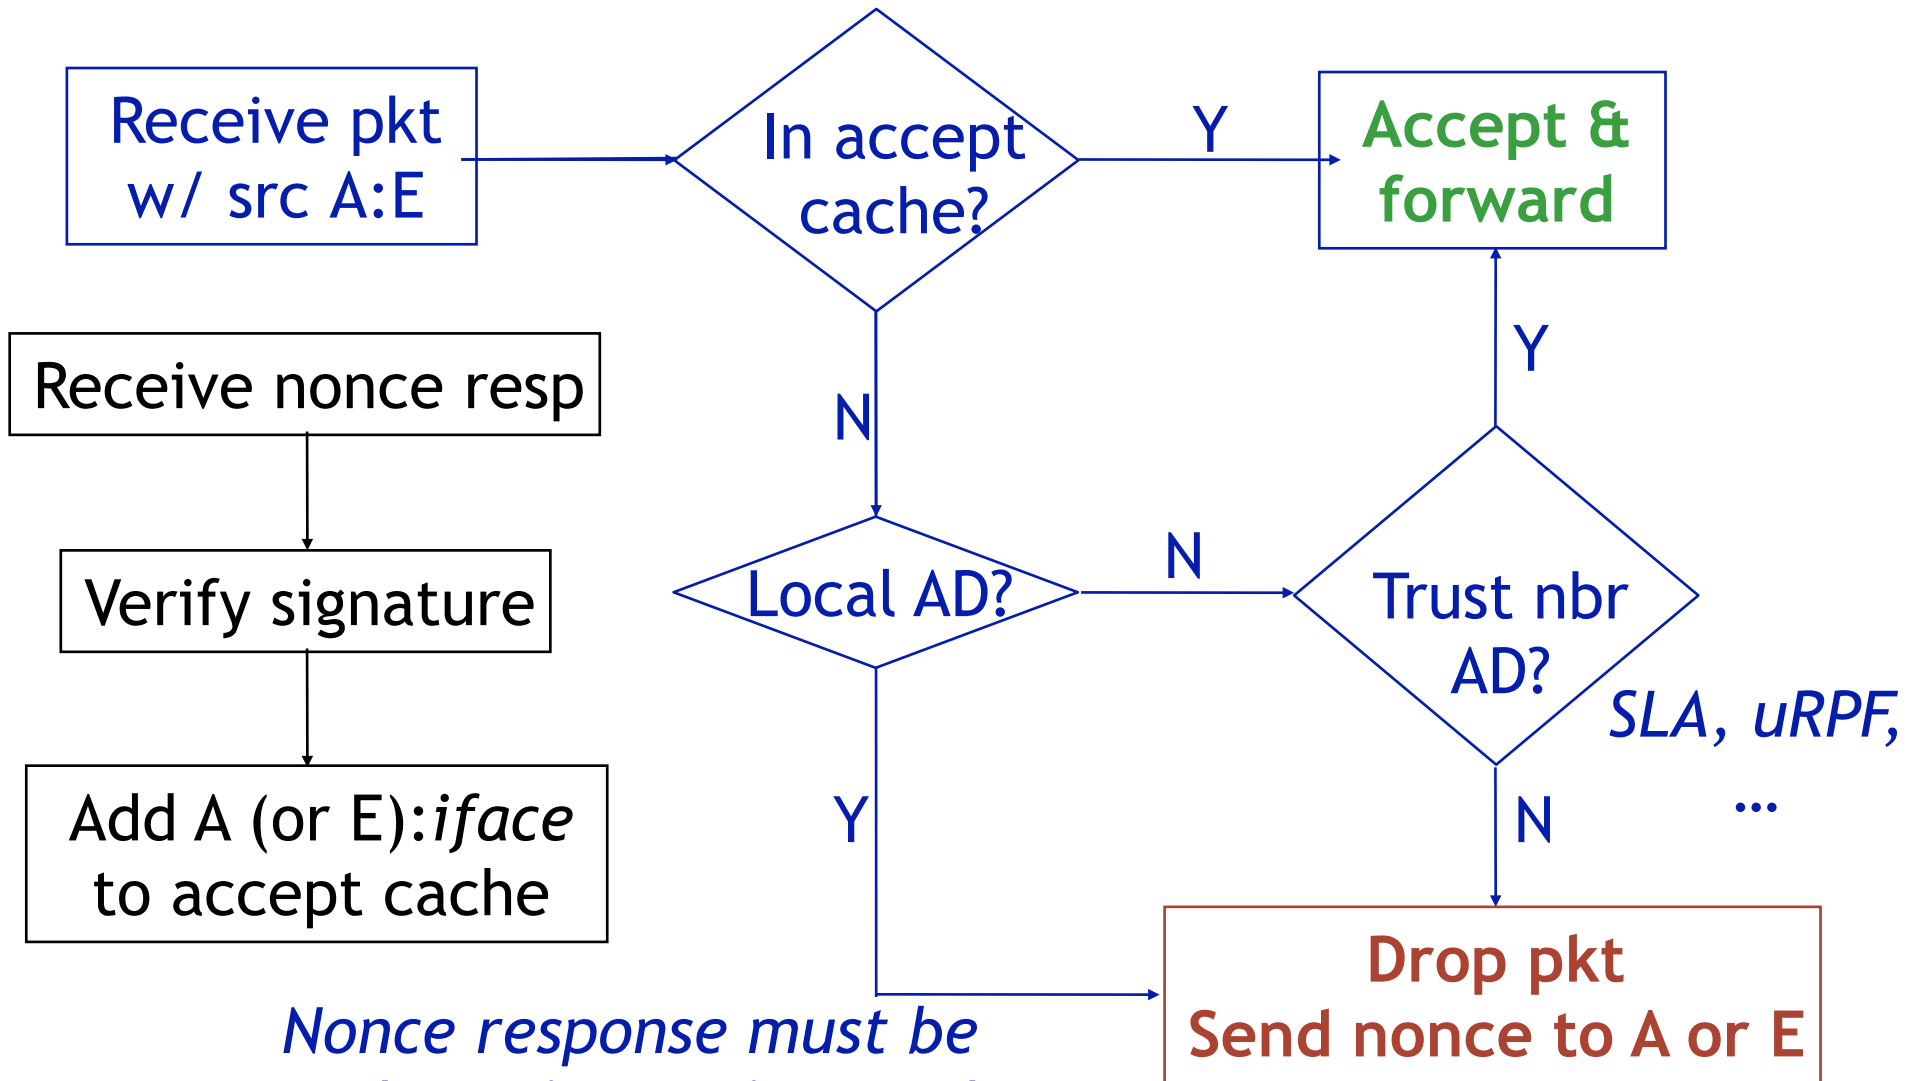 Receive pkt
w/ src A:E
In accept
cache?
Y
Accept &
forward
Y
N
Receive nonce resp
Verify signature
Add A (or E):iface
to accept cache
Local AD?
N
Trust nbr
AD?
SLA, uRPF,
…
Y
N
Drop pkt
Send nonce to A or E
Nonce response must be